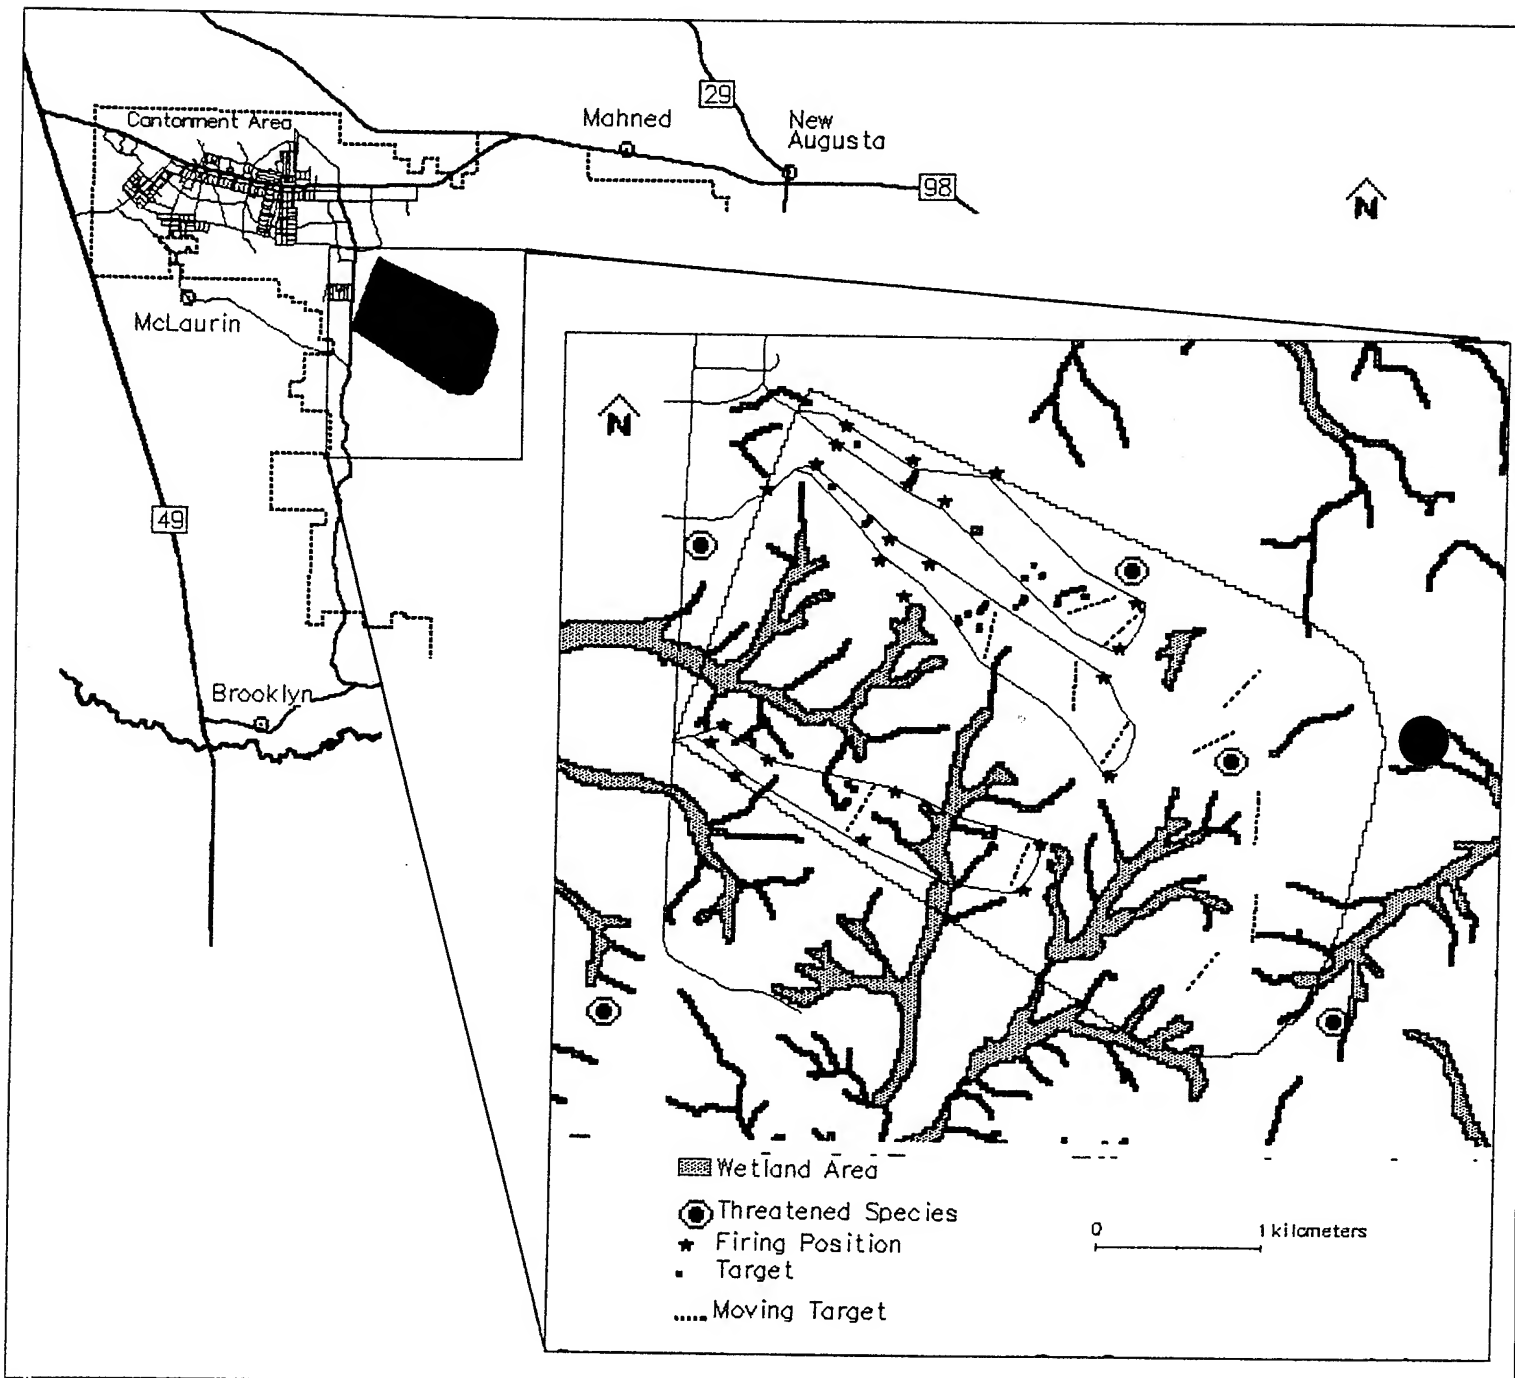 29
Cantonment Area
Mahned
New
Augusta
98
N
McLaurin
N
49
Brooklyn
Wetland Area
Threatened Species
Firing Position
Target
Moving Target
0
1 kilometers